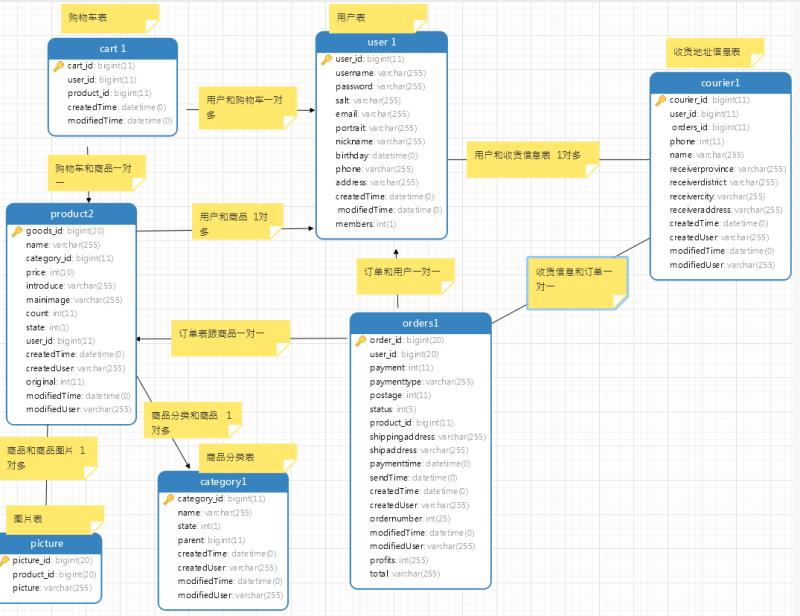 购物车表
cart 1
cart_id: bigint(11)
user_id: bigint(11)
product_id: bigint(11)
createdTime: datetime(0)
modifiedTime: datetime(0)
用户和购物车一对
多
用户表
user 1
user_id: bigint(11)
username: varchar(255)
password: varchar(255)
salt: varchar(255)
email: varchar(255)
portrait: varchar(255)
nickname: varchar(255)
birthday: datetime(0)
phone: varchar(255)
address: varchar(255)
createdTime: datetime(0)
modifiedTime: datetime(0)
members: int(1)
用户和收货信息表 1对多
收货地址信息表
courier1
courier_id: bigint(11)
user_id: bigint(11)
orders_id: bigint(11)
phone: int(11)
name: varchar(255)
receiverprovince: varchar(255)
receiverdistrict: varchar(255)
receivercity: varchar(255)
receiveraddress: varchar(255)
createdTime: datetime(0)
createdUser: varchar(255)
modifiedTime: datetime(0)
modifiedUser: varchar(255)
购物车和商品一对
一
用户和商品 1对
多
product2
goods_id: bigint(20)
name: varchar(255)
category_id: bigint(11)
price: int(10)
introduce: varchar(255)
mainimage: varchar(255)
count: int(11)
state: int(1)
user_id: bigint(11)
createdTime: datetime(0)
createdUser: varchar(255)
original: int(11)
modifiedTime: datetime(0)
modifiedUser: varchar(255)
订单和用户一对一
收货信息和订单一
对一
订单表跟商品一对一
orders1
order_id: bigint(20)
user_id: bigint(20)
payment: int(11)
paymenttype: varchar(255)
postage: int(11)
status: int(5)
product_id: bigint(11)
shippingaddress: varchar(255)
shipaddress: varchar(255)
paymenttime: datetime(0)
sendTime: datetime(0)
createdTime: datetime(0)
createdUser: varchar(255)
ordernumber: int(25)
modifiedTime: datetime(0)
modifiedUser: varchar(255)
profits: int(255)
total: varchar(255)
商品分类和商品 1
对多
商品分类表
category1
category_id: bigint(11)
name: varchar(255)
state: int(1)
parent: bigint(11)
createdTime: datetime(0)
createdUser: varchar(255)
modifiedTime: datetime(0)
modifiedUser: varchar(255)
商品和商品图片 1
对多
图片表
picture
picture_id: bigint(20)
product_id: bigint(20)
picture: varchar(255)